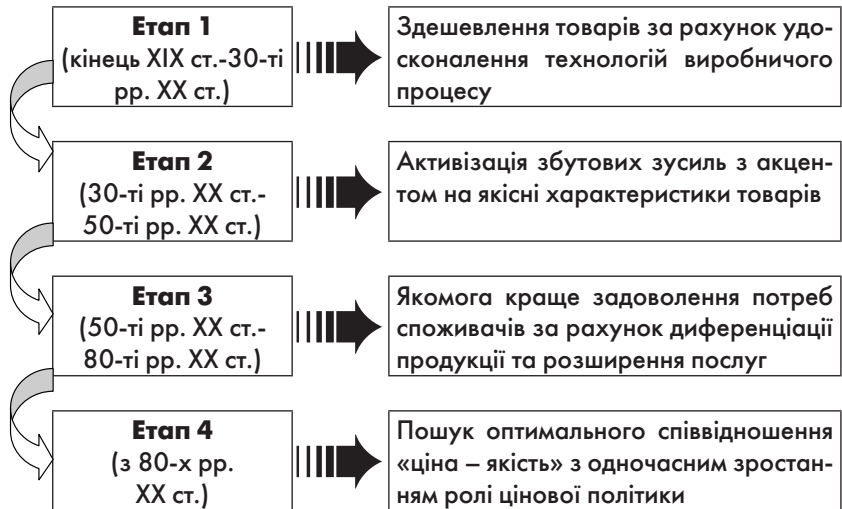 Етап 1
(кінець XIX ст.-30-ті
рр. XX ст.)
Здешевлення товарів за рахунок удо-
сконалення технологій виробничого
процесу
Етап 2
(30-ті рр. XX ст.-
50-ті рр. XX ст.)
Активізація збутових зусиль з акцен-
том на якісні характеристики товарів
Етап 3
(50-ті рр. XX ст.-
80-ті рр. XX ст.)
Якомога краще задоволення потреб
споживачів за рахунок диференціації
продукції та розширення послуг
Етап 4
(з 80-х рр.
XX ст.)
Пошук оптимального співвідношення
«ціна – якість» з одночасним зростан-
ням ролі цінової політики